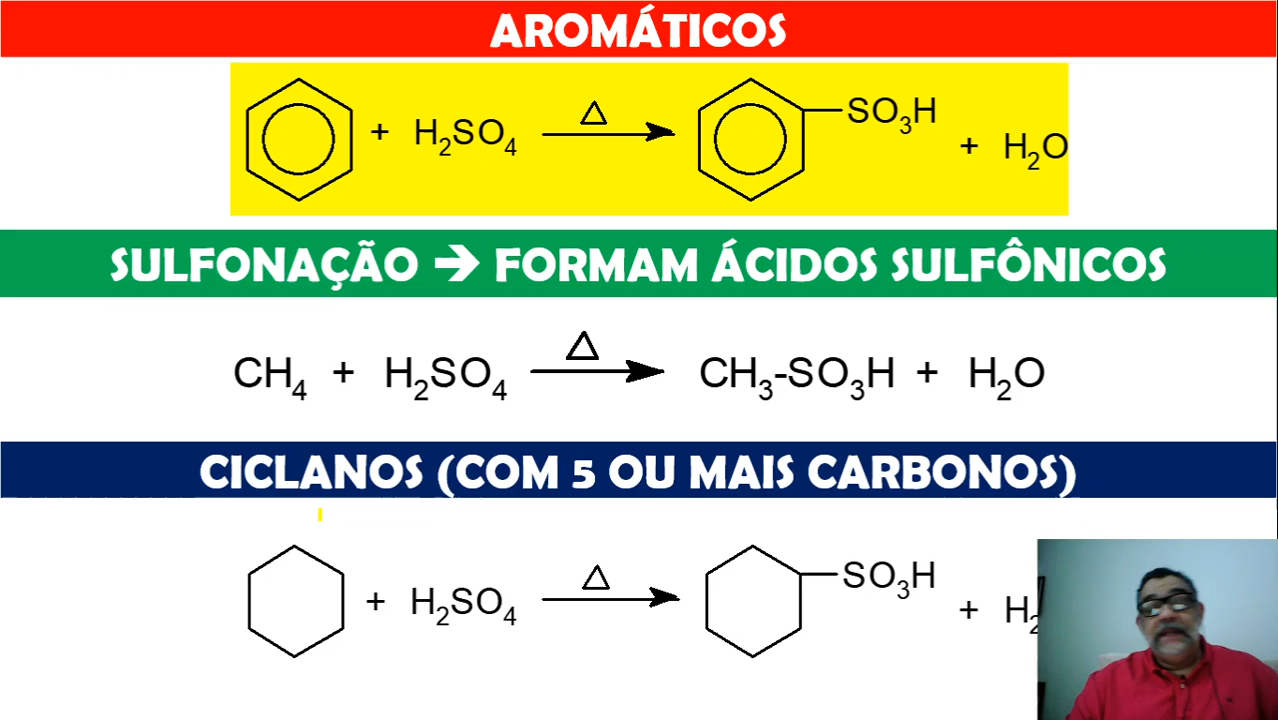 AROMÁTICOS
+ H₂SO₄ △ SO₃H + H₂O
SULFONAÇÃO ➔ FORMAM ÁCIDOS SULFÔNICOS
CH₄ + H₂SO₄ △ CH₃-SO₃H + H₂O
CICLANOS (COM 5 OU MAIS CARBONOS)
+ H₂SO₄ △ SO₃H + H₂